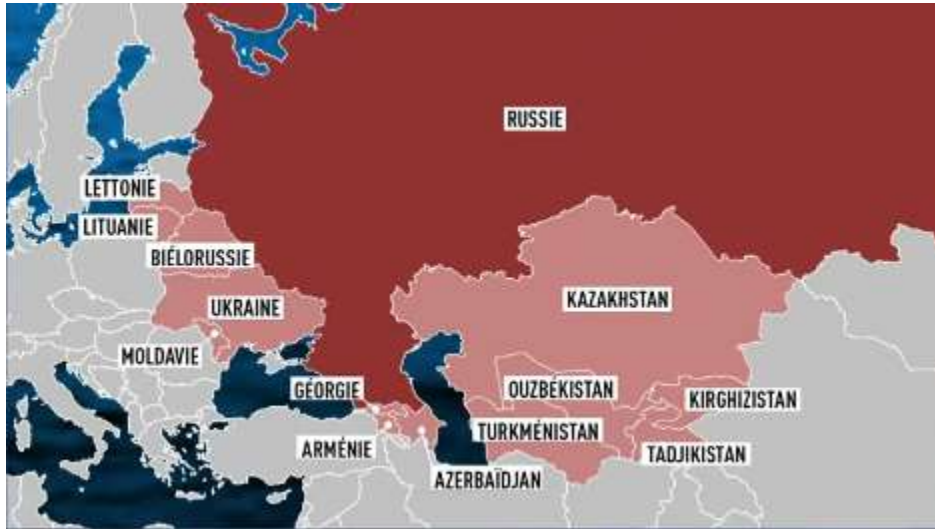 RUSSIE
LETTONIE
LITUANIE
BIÉLORUSSIE
UKRAINE
KAZAKHSTAN
MOLDAVIE
GÉORGIE
OUZBÉKISTAN
KIRGHIZISTAN
TURKMÉNISTAN
ARMÉNIE
TADJIKISTAN
AZERBAÏDJAN